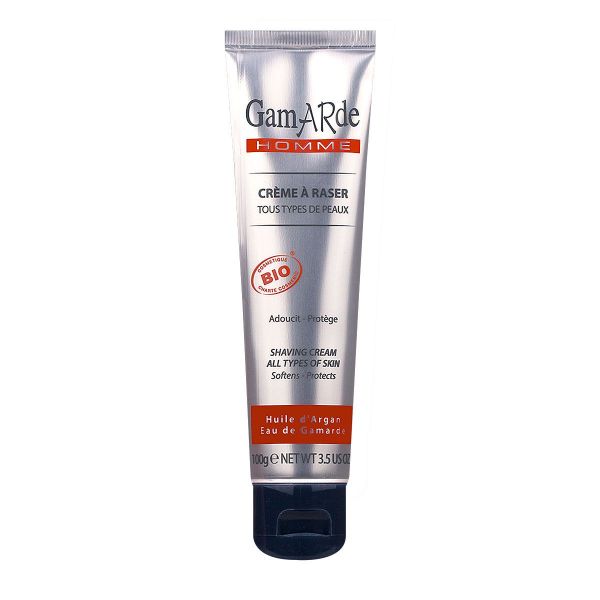 GamARde
HOMME
CRÈME À RASER
TOUS TYPES DE PEAUX
COSMETIQUE
BIO
Adoucit - Protège
SHAVING CREAM
ALL TYPES OF SKIN
Softens - Protects
Huile d'Argan
Eau de Gamarde
100g e NET WT 3.5 US OZ